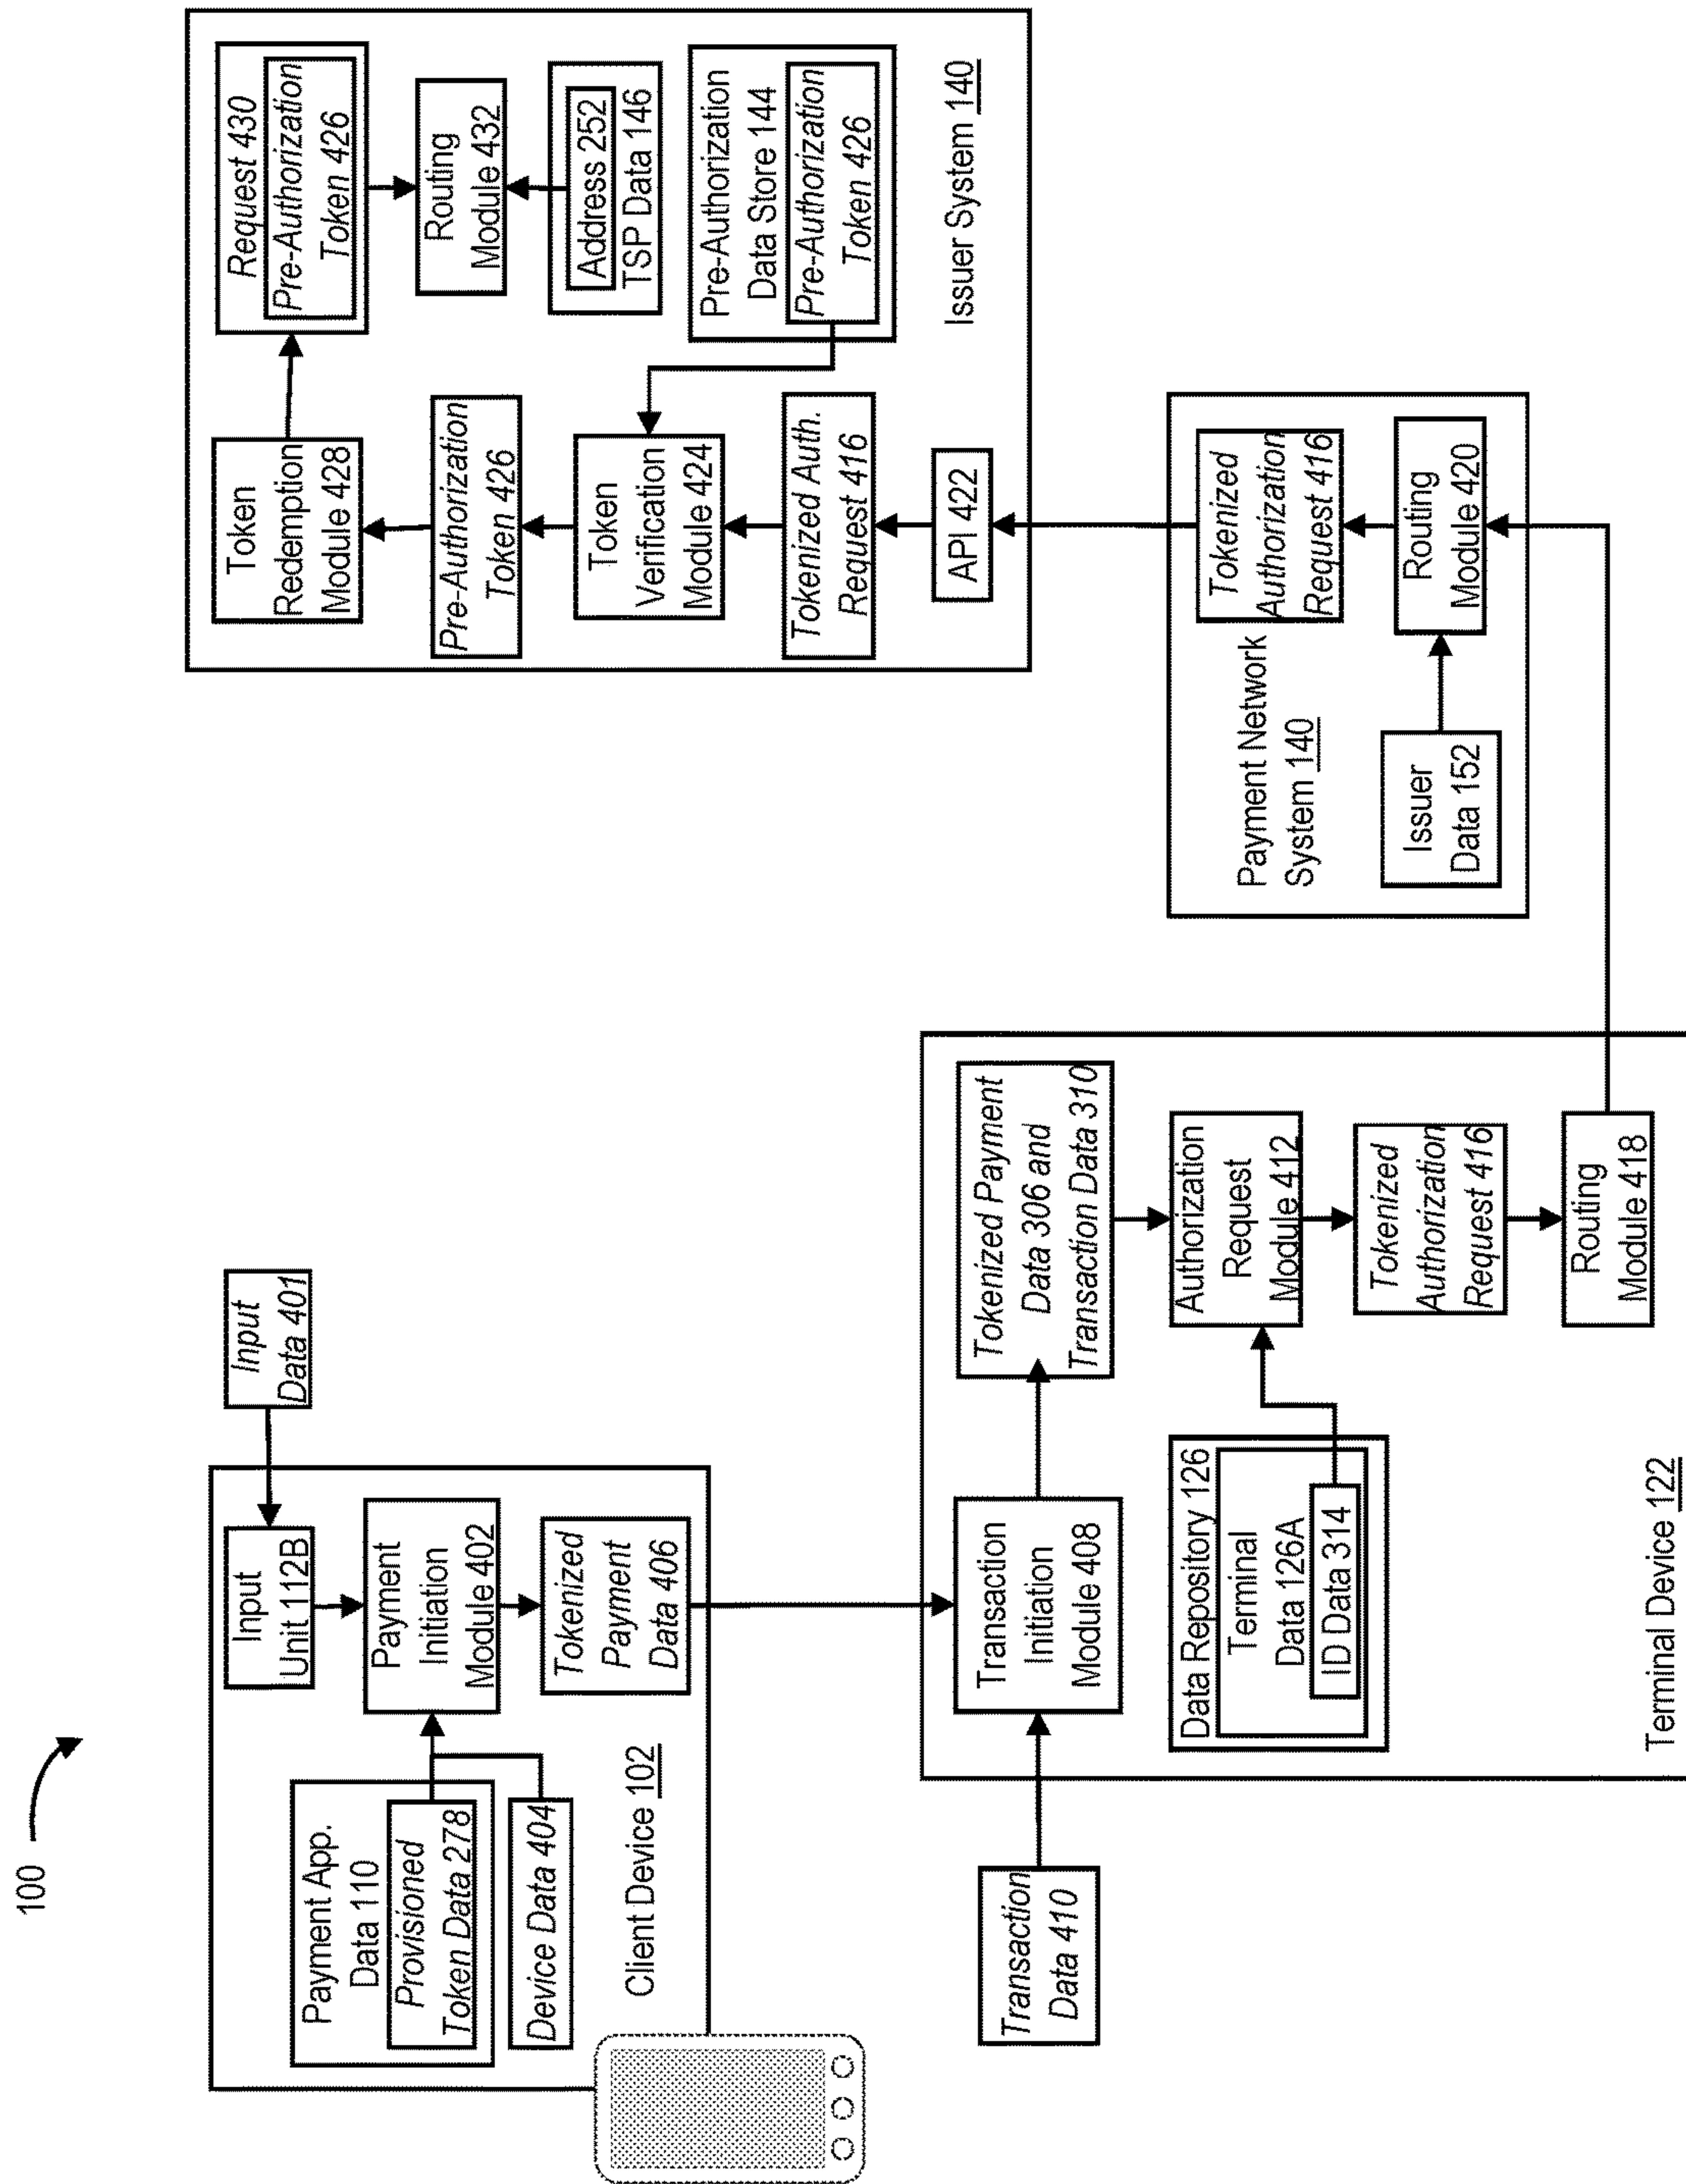 100
Input
Data 401
Input
Unit 112B
Payment App.
Data 110
Provisioned
Token Data 278
Device Data 404
Payment
Initiation
Module 402
Tokenized
Payment
Data 406
Client Device 102
Transaction
Data 410
Transaction
Initiation
Module 408
Tokenized Payment
Data 306 and
Transaction Data 310
Data Repository 126
Terminal
Data 126A
ID Data 314
Authorization
Request
Module 412
Tokenized
Authorization
Request 416
Routing
Module 418
Terminal Device 122
Payment Network
System 140
Issuer
Data 152
Routing
Module 420
Tokenized
Authorization
Request 416
API 422
Tokenized Auth.
Request 416
Token
Verification
Module 424
Pre-Authorization
Token 426
Token
Redemption
Module 428
Request 430
Pre-Authorization
Token 426
Routing
Module 432
Address 252
TSP Data 146
Pre-Authorization
Data Store 144
Pre-Authorization
Token 426
Issuer System 140